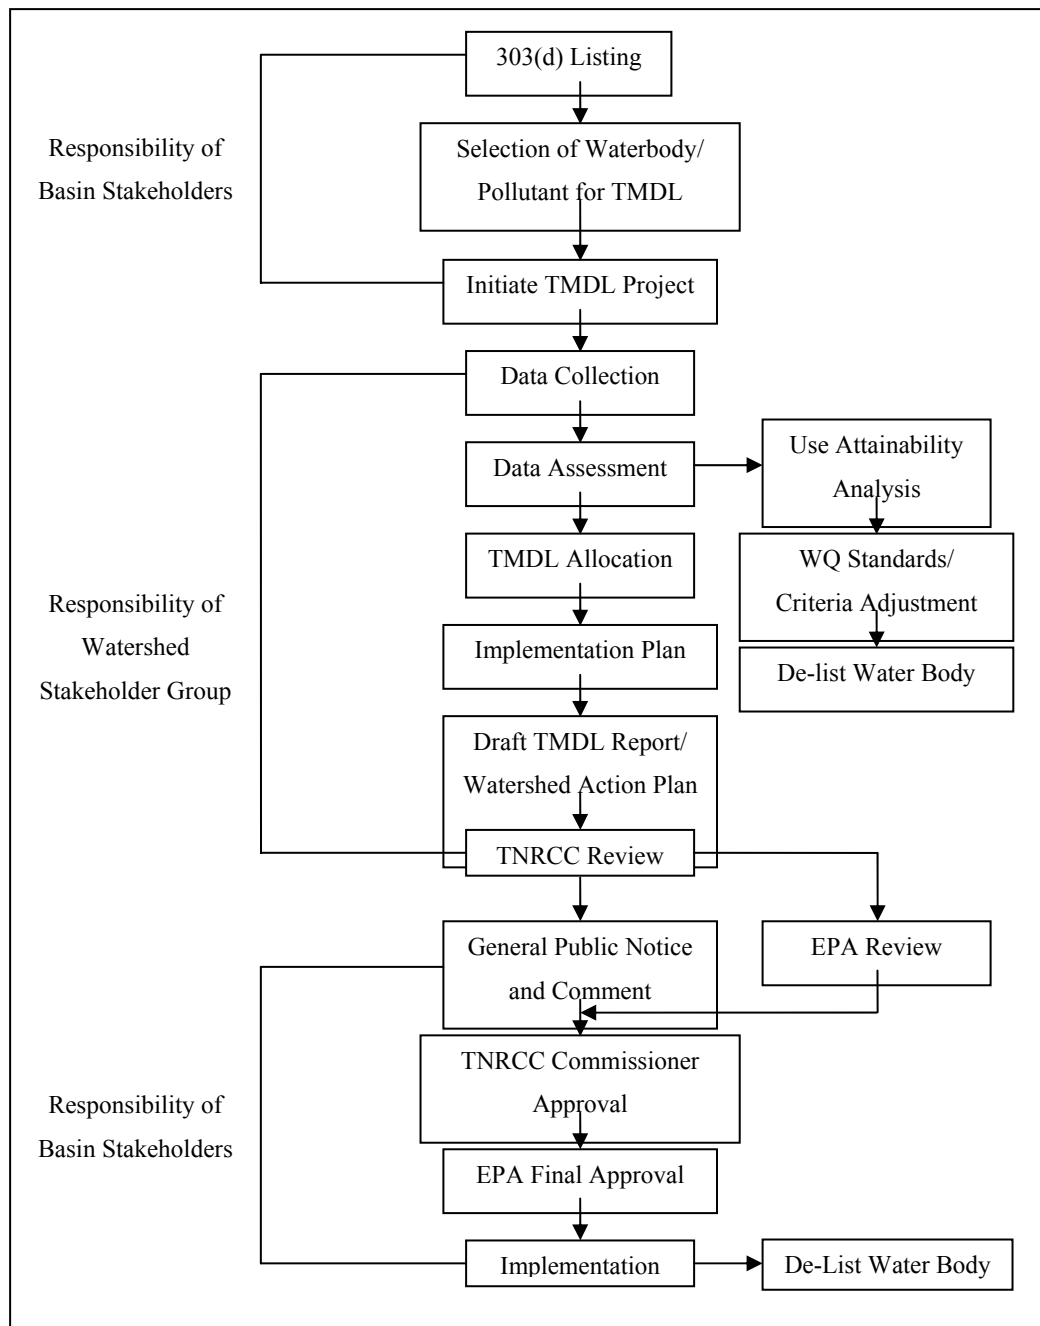 303(d) Listing
Responsibility of
Basin Stakeholders
Selection of Waterbody/
Pollutant for TMDL
Initiate TMDL Project
Data Collection
Data Assessment
Use Attainability
Analysis
TMDL Allocation
WQ Standards/
Criteria Adjustment
Responsibility of
Watershed
Stakeholder Group
Implementation Plan
De-list Water Body
Draft TMDL Report/
Watershed Action Plan
TNRCC Review
General Public Notice
and Comment
EPA Review
TNRCC Commissioner
Approval
Responsibility of
Basin Stakeholders
EPA Final Approval
Implementation
De-List Water Body